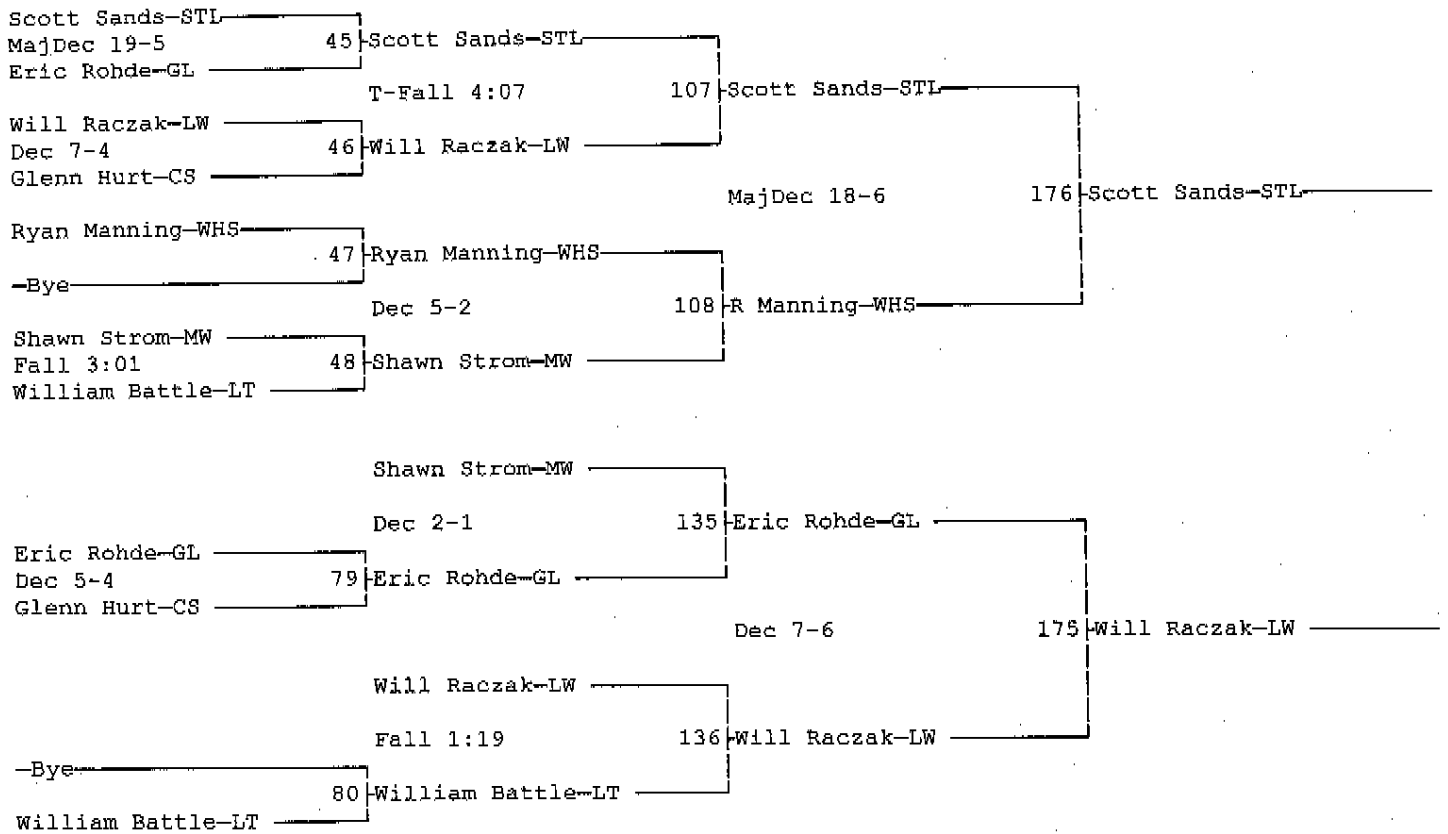 Scott Sands—STL
MajDec 19-5
45 Scott Sands—STL
Eric Rohde—GL
T-Fall 4:07
107 Scott Sands—STL
Will Raczak—LW
Dec 7-4
46 Will Raczak—LW
Glenn Hurt—CS
MajDec 18-6
176 Scott Sands—STL
Ryan Manning—WHS
47 Ryan Manning—WHS
—Bye
Dec 5-2
108 R Manning—WHS
Shawn Strom—MW
Fall 3:01
48 Shawn Strom—MW
William Battle—LT
Shawn Strom—MW
Dec 2-1
135 Eric Rohde—GL
Eric Rohde—GL
Dec 5-4
79 Eric Rohde—GL
Glenn Hurt—CS
Dec 7-6
175 Will Raczak—LW
Will Raczak—LW
Fall 1:19
136 Will Raczak—LW
—Bye
80 William Battle—LT
William Battle—LT